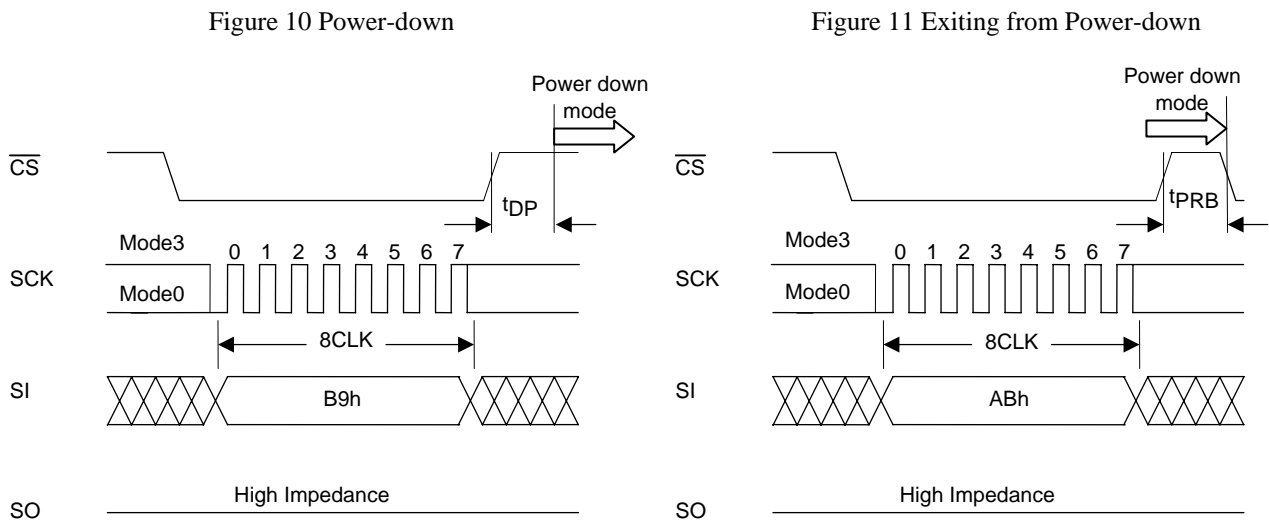 Figure 10 Power-down
Power down
mode
CS
tDP
Mode3
0 1 2 3 4 5 6 7
SCK
Mode0
8CLK
SI
B9h
High Impedance
SO
Figure 11 Exiting from Power-down
Power down
mode
CS
tPRB
Mode3
0 1 2 3 4 5 6 7
SCK
Mode0
8CLK
SI
ABh
High Impedance
SO